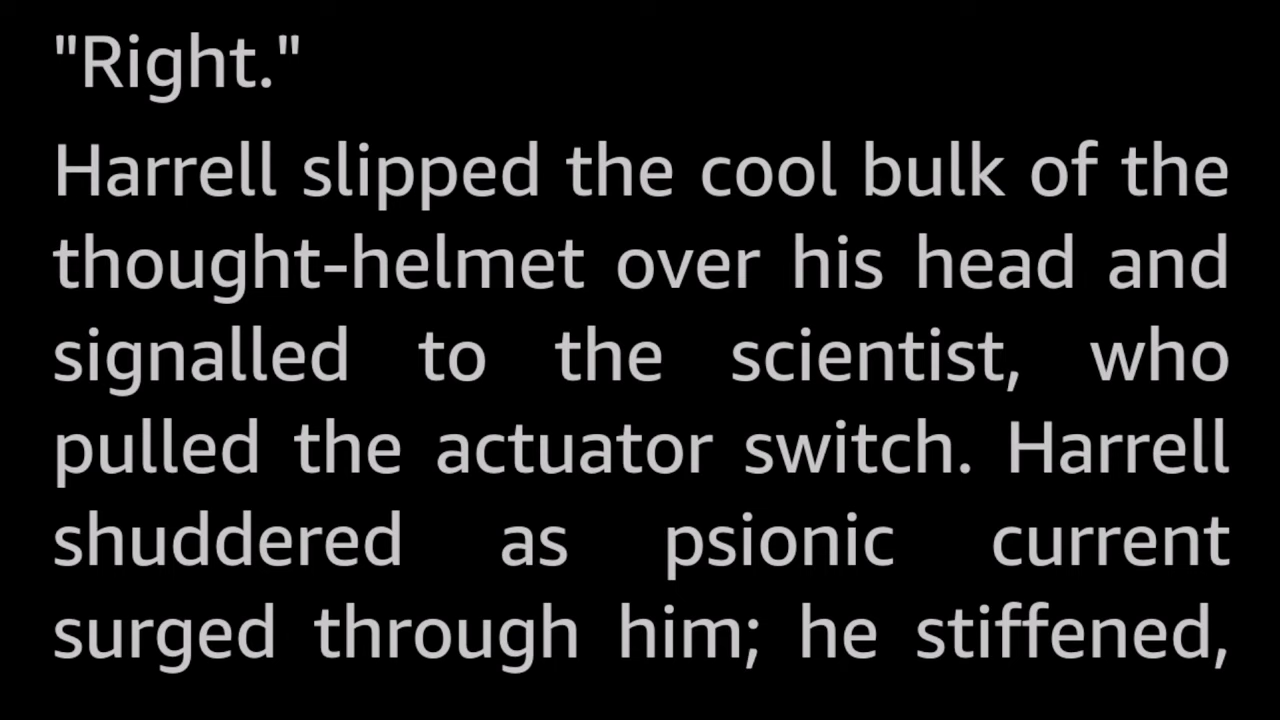 "Right."
Harrell slipped the cool bulk of the
thought-helmet over his head and
signalled to the scientist, who
pulled the actuator switch. Harrell
shuddered as psionic current
surged through him; he stiffened,